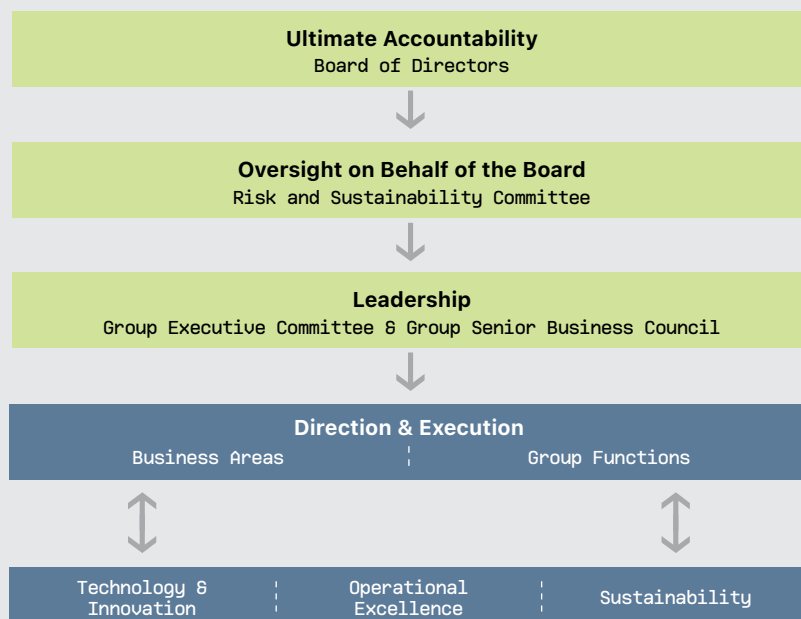 Ultimate Accountability
Board of Directors
Oversight on Behalf of the Board
Risk and Sustainability Committee
Leadership
Group Executive Committee & Group Senior Business Council
Direction & Execution
Business Areas
Group Functions
Technology &
Innovation
Operational
Excellence
Sustainability